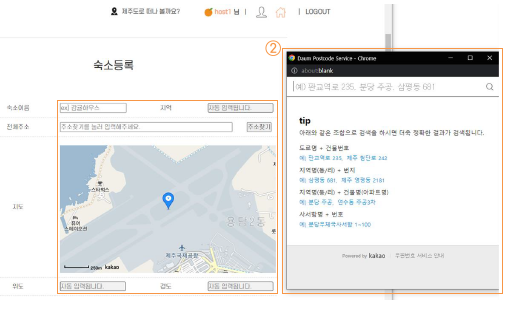 제주도로 떠나 볼까요?
host1 님 |
| LOGOUT
②
숙소등록
숙소이름
ex) 감귤하우스
지역
자동 입력됩니다.
전체주소
주소찾기를 눌러 입력해주세요.
주소찾기
지도
스타벅스
용담2동
제주국제공항
250m kakao
위도
자동 입력됩니다.
경도
자동 입력됩니다.
Daum Postcode Service - Chrome
about:blank
예) 판교역로 235, 분당 주공, 삼평동 681
tip
아래와 같은 조합으로 검색을 하시면 더욱 정확한 결과가 검색됩니다.
도로명 + 건물번호
예) 판교역로 235, 제주 첨단로 242
지역명(동/리) + 번지
예) 삼평동 681, 제주 영평동 2181
지역명(동/리) + 건물명(아파트명)
예) 분당 주공, 연수동 주공3차
사서함명 + 번호
예) 분당우체국사서함 1~100
Powered by kakao
우편번호 서비스 안내